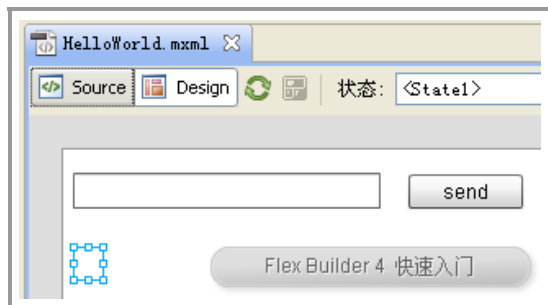 HelloWorld.mxml
Source Design 状态: <State1>
send
Flex Builder 4 快速入门